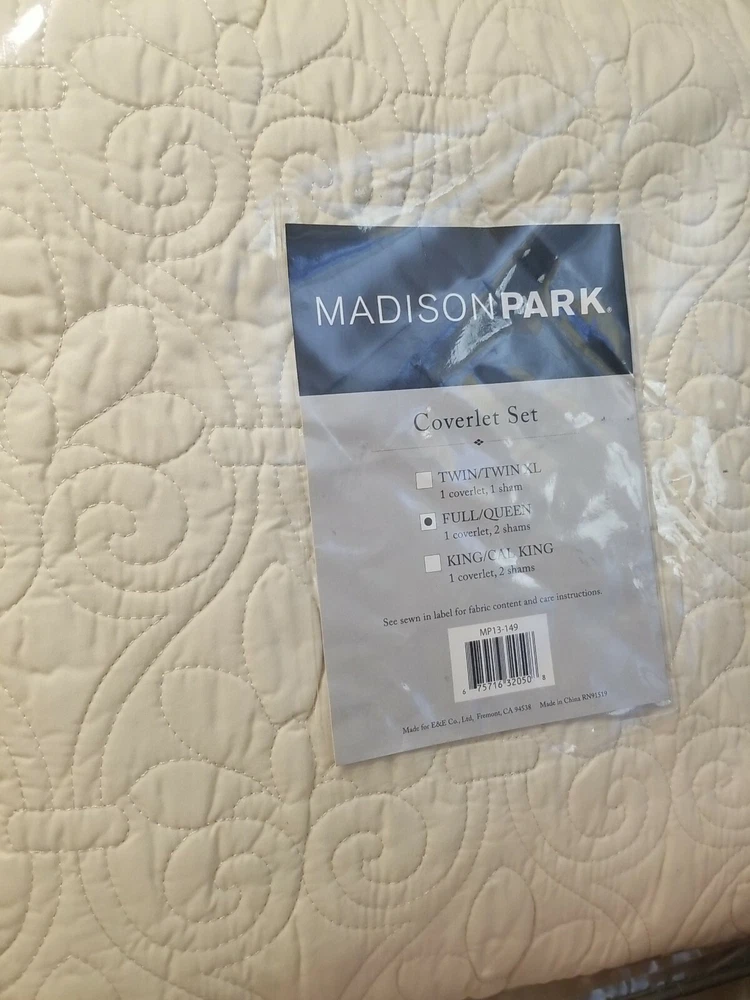 MADISONPARK®
Coverlet Set
TWIN/TWIN XL
1 coverlet, 1 sham
FULL/QUEEN
1 coverlet, 2 shams
KING/CAL KING
1 coverlet, 2 shams
See sewn in label for fabric content and care instructions.
MP13-149
6 75716 32050 8
Made for E&E Co., Ltd, Fremont, CA 94538 Made in China RN91519